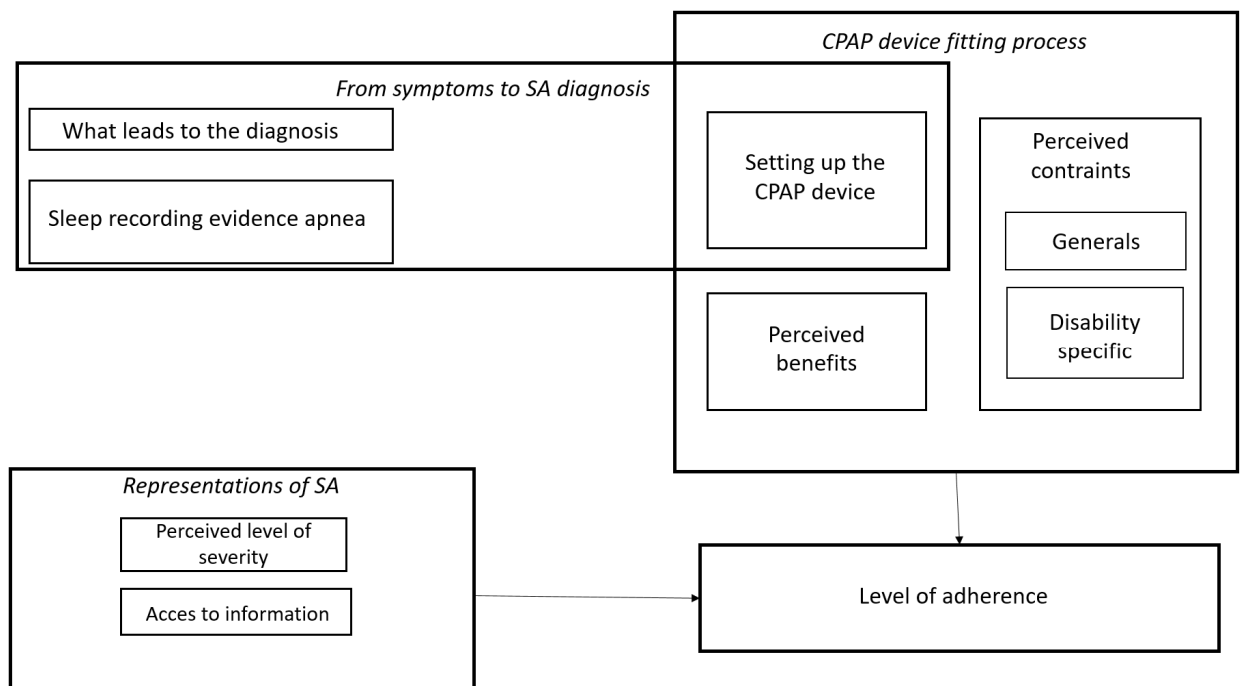 CPAP device fitting process
From symptoms to SA diagnosis
What leads to the diagnosis
Sleep recording evidence apnea
Setting up the
CPAP device
Perceived
contraints
Generals
Disability
specific
Perceived
benefits
Representations of SA
Perceived level of
severity
Acces to information
Level of adherence